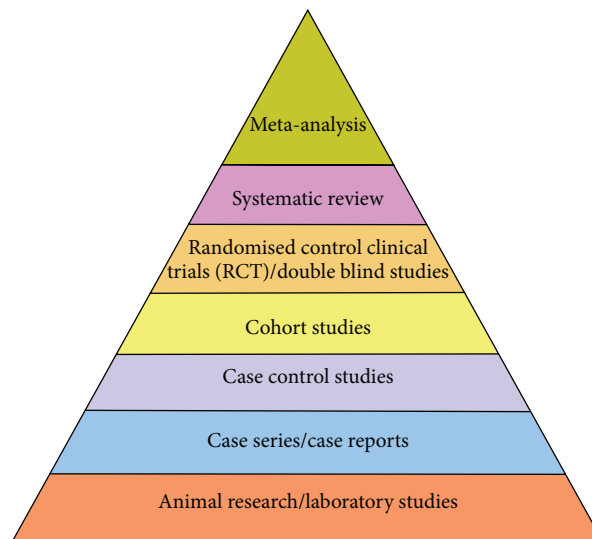 Meta-analysis
Systematic review
Randomised control clinical
trials (RCT)/double blind studies
Cohort studies
Case control studies
Case series/case reports
Animal research/laboratory studies